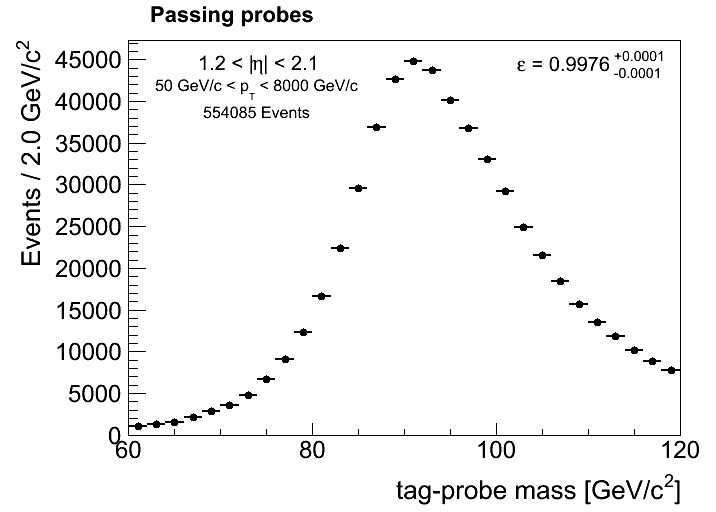 Passing probes
1.2 < |η| < 2.1
50 GeV/c < pT < 8000 GeV/c
554085 Events
ε = 0.9976 +0.0001 -0.0001
Events / 2.0 GeV/c²
45000
40000
35000
30000
25000
20000
15000
10000
5000
0
60 80 100 120
tag-probe mass [GeV/c²]